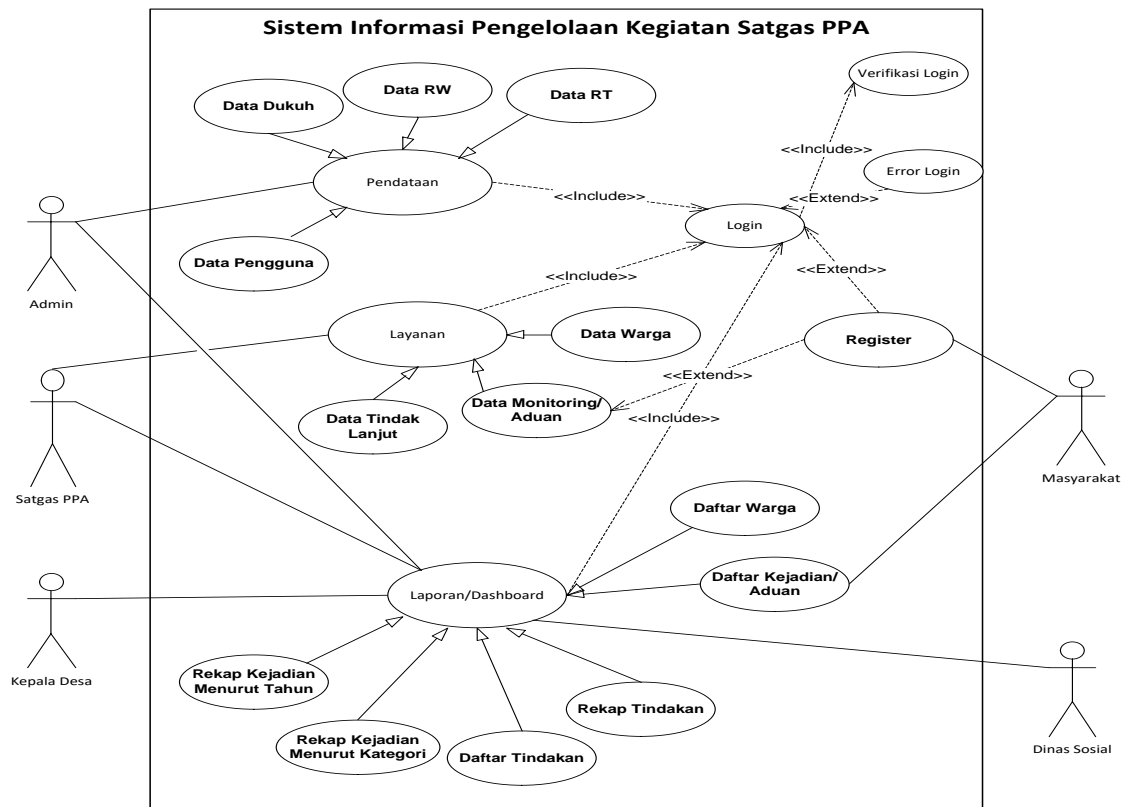 Sistem Informasi Pengelolaan Kegiatan Satgas PPA
Verifikasi Login
Data RW
Data RT
Data Dukuh
<<Include>>
Error Login
Pendataan
<<Include>>
<<Extend>>
Login
Admin
Data Pengguna
<<Include>>
<<Extend>>
Layanan
Data Warga
Register
<<Extend>>
Data Monitoring/
Aduan
<<Include>>
Data Tindak
Lanjut
Satgas PPA
Masyarakat
Daftar Warga
Laporan/Dashboard
Daftar Kejadian/
Aduan
Kepala Desa
Rekap Kejadian
Menurut Tahun
Rekap Tindakan
Rekap Kejadian
Menurut Kategori
Daftar Tindakan
Dinas Sosial